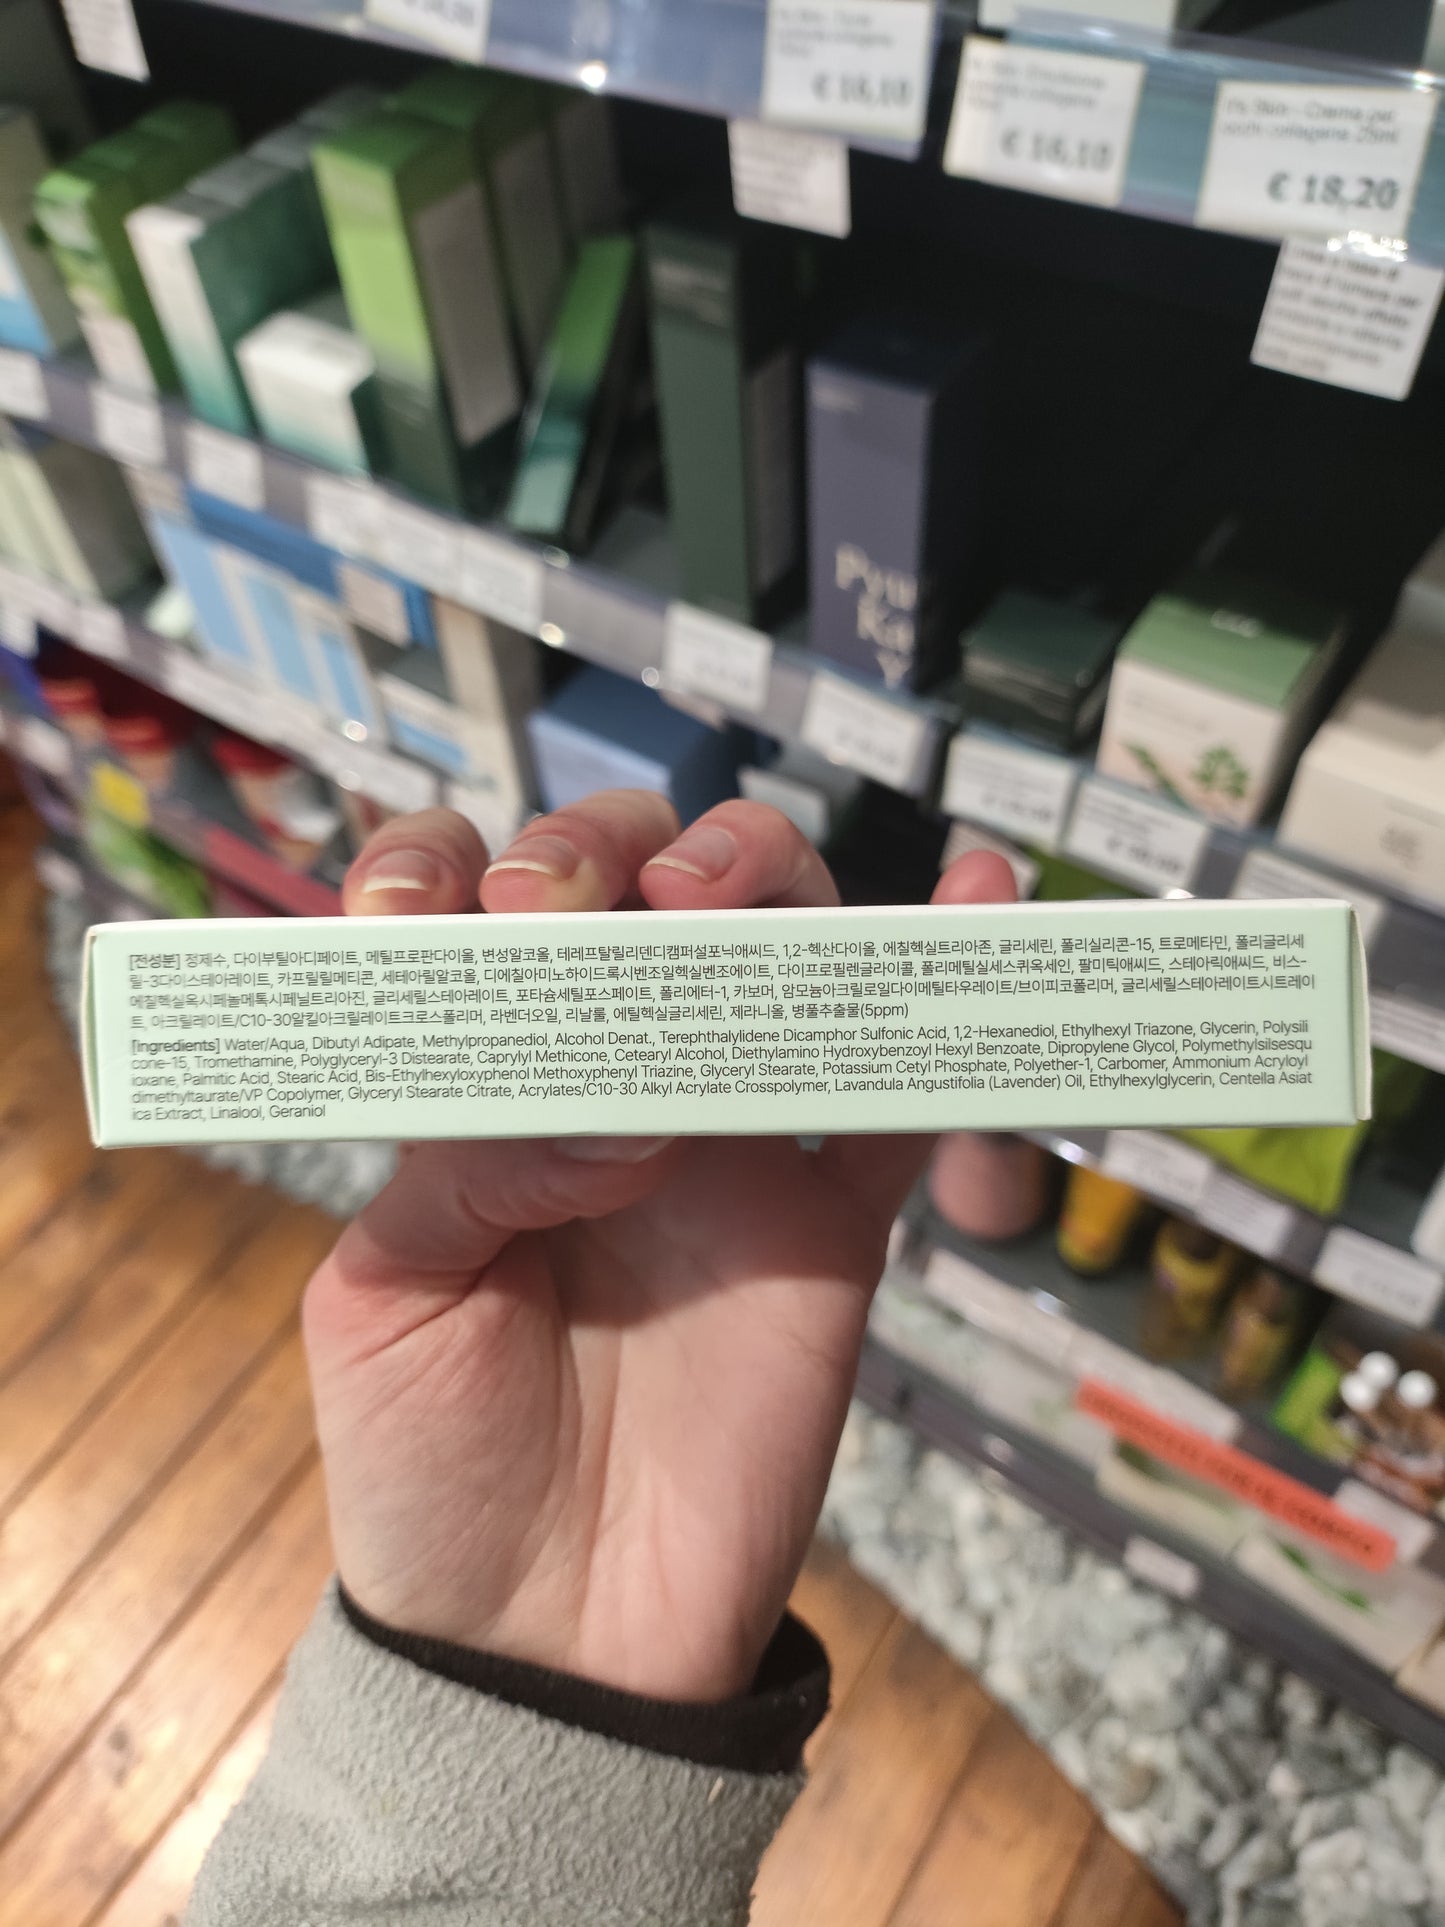 € 16,10
€ 16,10
€ 18,20
[전성분] 정제수, 다이부틸아디페이트, 메틸프로판다이올, 변성알코올, 테레프탈릴리덴디캠퍼설포닉애씨드, 1,2-헥산다이올, 에칠헥실트리아존, 글리세린, 폴리실리콘-15, 트로메타민, 폴리글리세
릴-3다이스테아레이트, 카프릴릴메티콘, 세테아릴알코올, 디에칠아미노하이드록시벤조일헥실벤조에이트, 다이프로필렌글라이콜, 폴리메틸실세스퀴옥세인, 팔미틱애씨드, 스테아릭애씨드, 비스-
에칠헥실옥시페놀메톡시페닐트리아진, 글리세릴스테아레이트, 포타슘세틸포스페이트, 폴리에터-1, 카보머, 암모늄아크릴로일다이메틸타우레이트/브이피코폴리머, 글리세릴스테아레이트시트레이
트, 아크릴레이트/C10-30알킬아크릴레이트크로스폴리머, 라벤더오일, 리날룰, 에틸헥실글리세린, 제라니올, 병풀추출물(5ppm)
[Ingredients] Water/Aqua, Dibutyl Adipate, Methylpropanediol, Alcohol Denat., Terephthalylidene Dicamphor Sulfonic Acid, 1,2-Hexanediol, Ethylhexyl Triazone, Glycerin, Polysili
cone-15, Tromethamine, Polyglyceryl-3 Distearate, Caprylyl Methicone, Cetearyl Alcohol, Diethylamino Hydroxybenzoyl Hexyl Benzoate, Dipropylene Glycol, Polymethylsilsesqu
ioxane, Palmitic Acid, Stearic Acid, Bis-Ethylhexyloxyphenol Methoxyphenyl Triazine, Glyceryl Stearate, Potassium Cetyl Phosphate, Polyether-1, Carbomer, Ammonium Acryloyl
dimethyltaurate/VP Copolymer, Glyceryl Stearate Citrate, Acrylates/C10-30 Alkyl Acrylate Crosspolymer, Lavandula Angustifolia (Lavender) Oil, Ethylhexylglycerin, Centella Asiat
ica Extract, Linalool, Geraniol